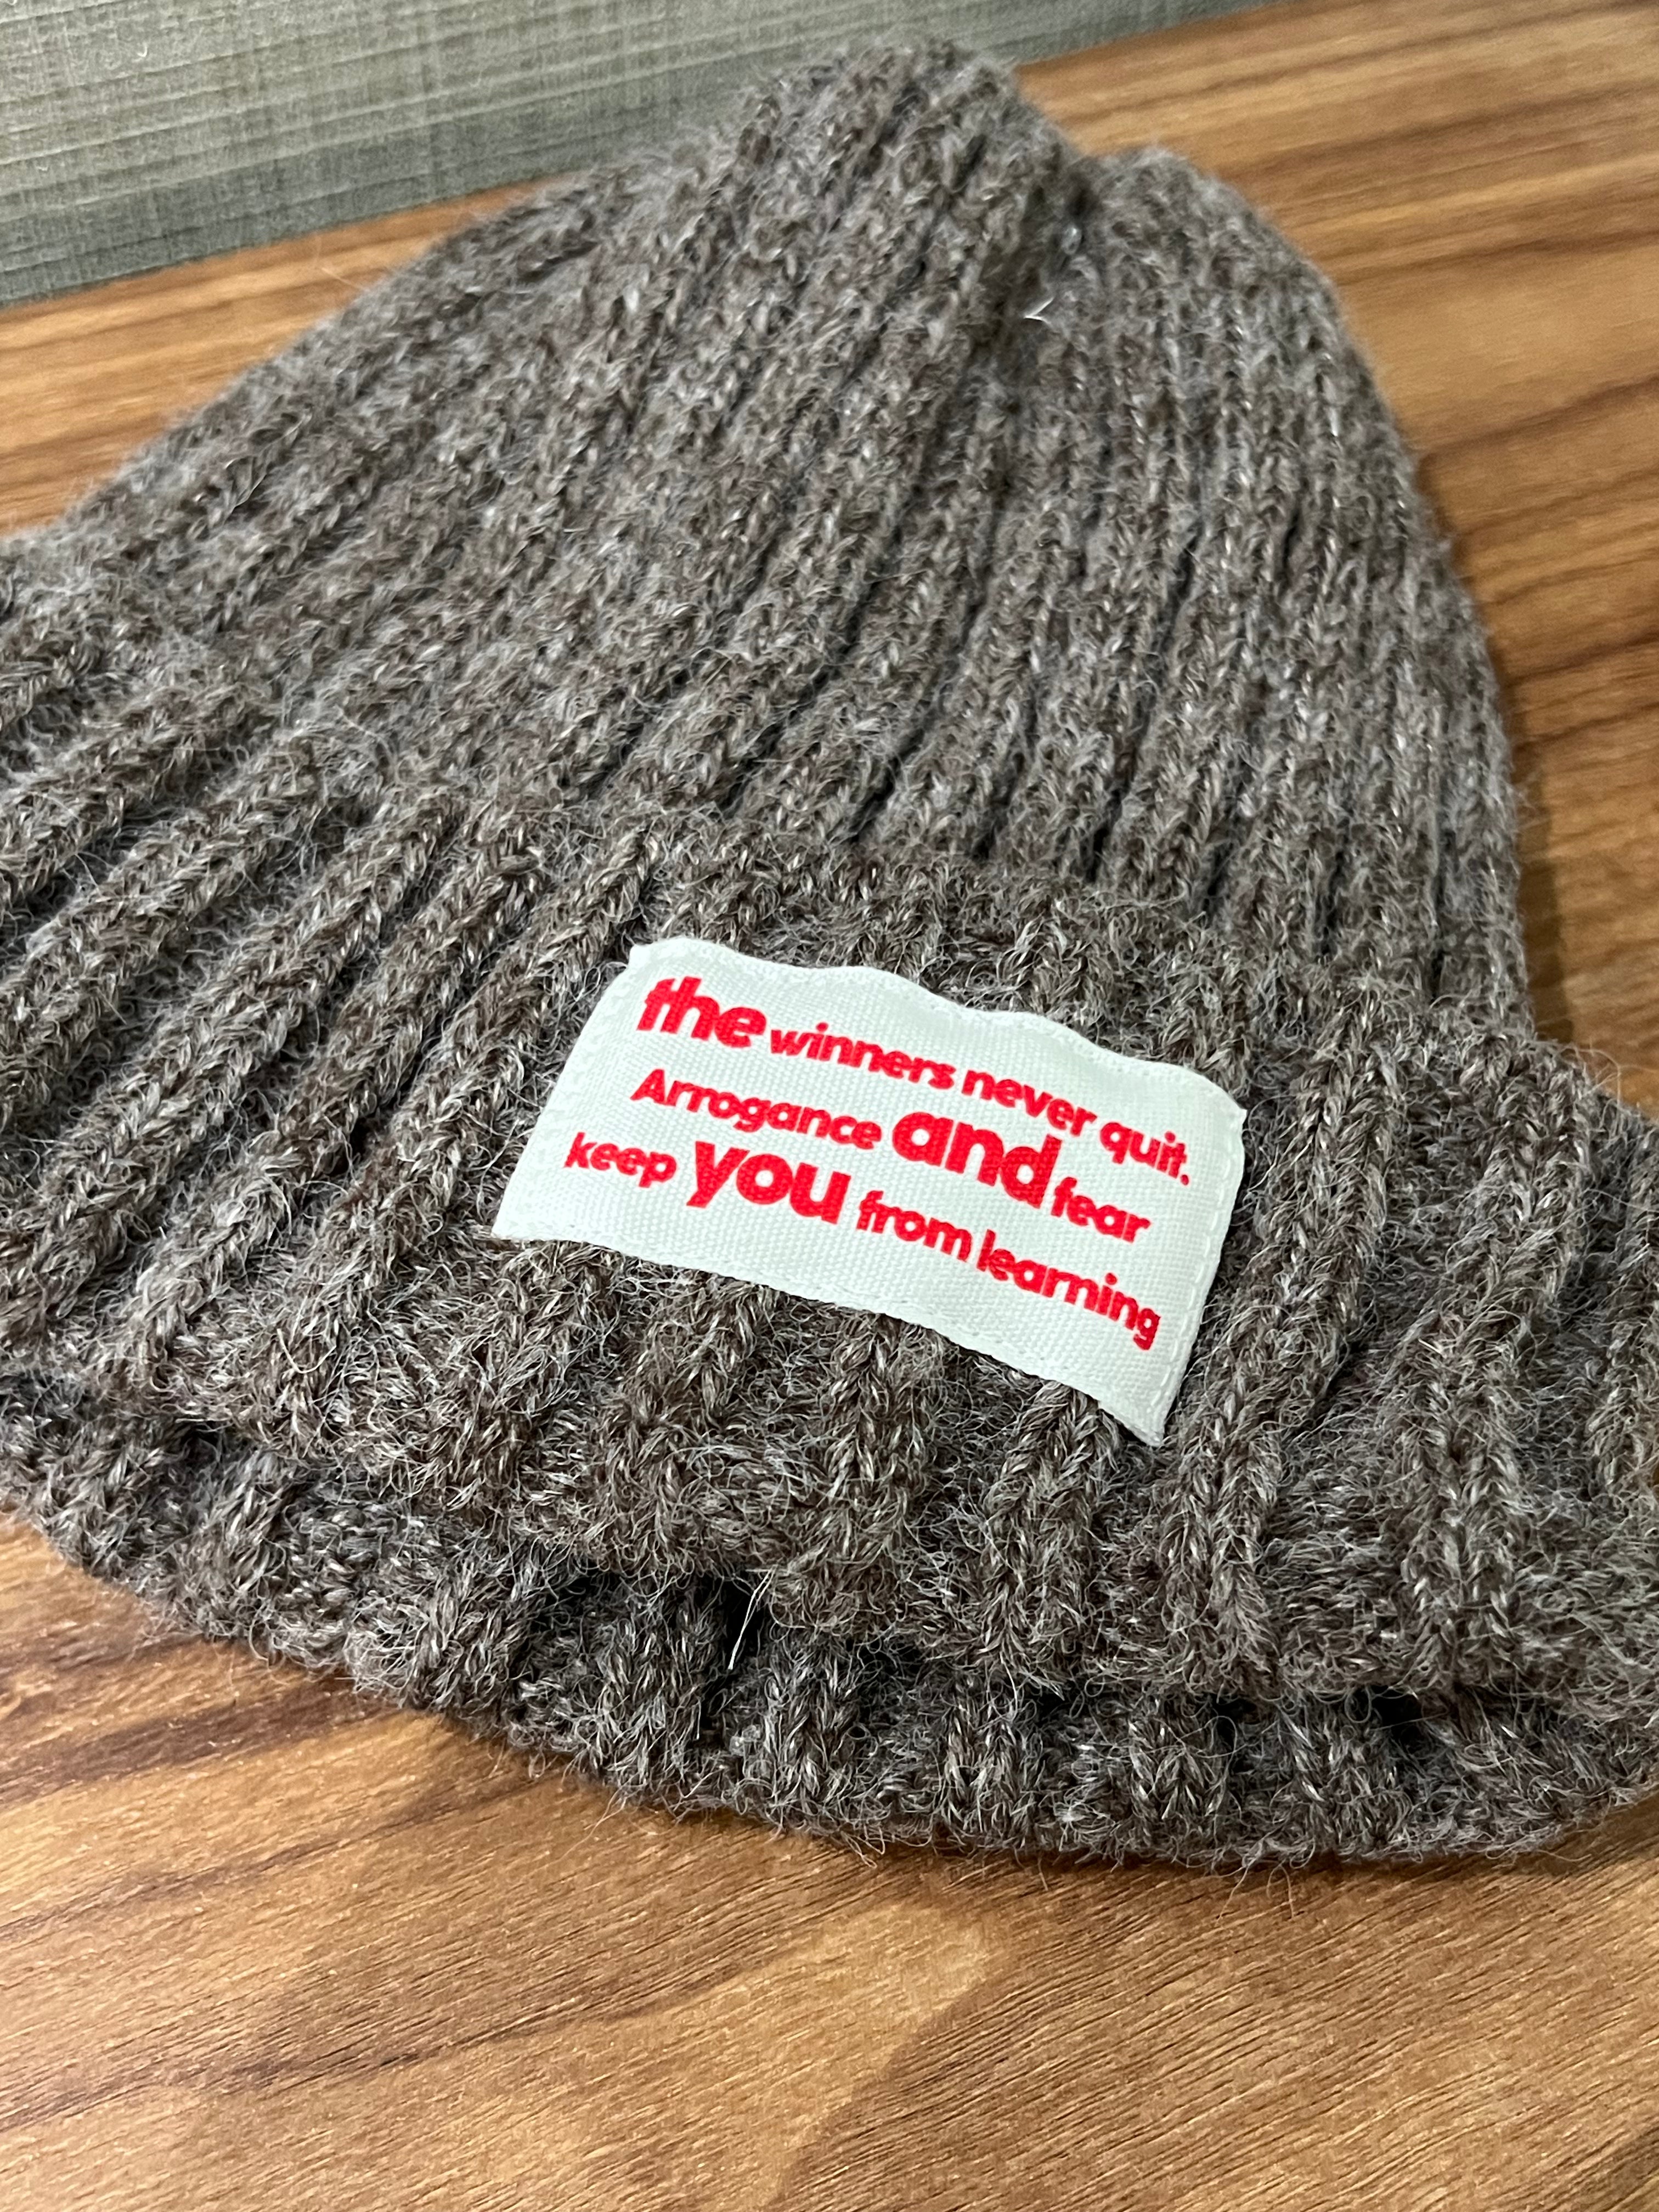 the winners never quit.
Arrogance and fear
keep you from learning